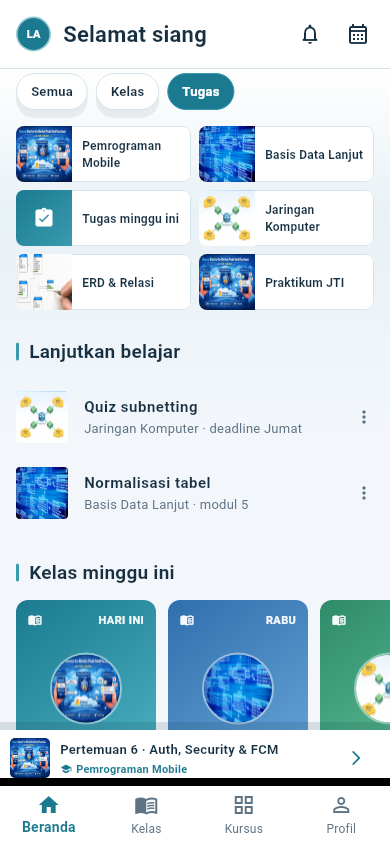 LA
Selamat siang
Semua
Kelas
Tugas
Pemrograman
Mobile
Basis Data Lanjut
Tugas minggu ini
Jaringan
Komputer
ERD & Relasi
Praktikum JTI
Lanjutkan belajar
Quiz subnetting
Jaringan Komputer · deadline Jumat
Normalisasi tabel
Basis Data Lanjut · modul 5
Kelas minggu ini
HARI INI
RABU
Pertemuan 6 · Auth, Security & FCM
Pemrograman Mobile
Beranda
Kelas
Kursus
Profil